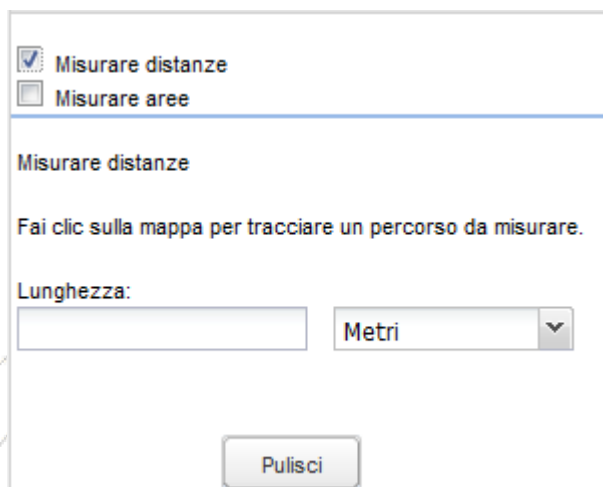 Misurare distanze
Misurare aree
Misurare distanze
Fai clic sulla mappa per tracciare un percorso da misurare.
Lunghezza:
Metri
Pulisci